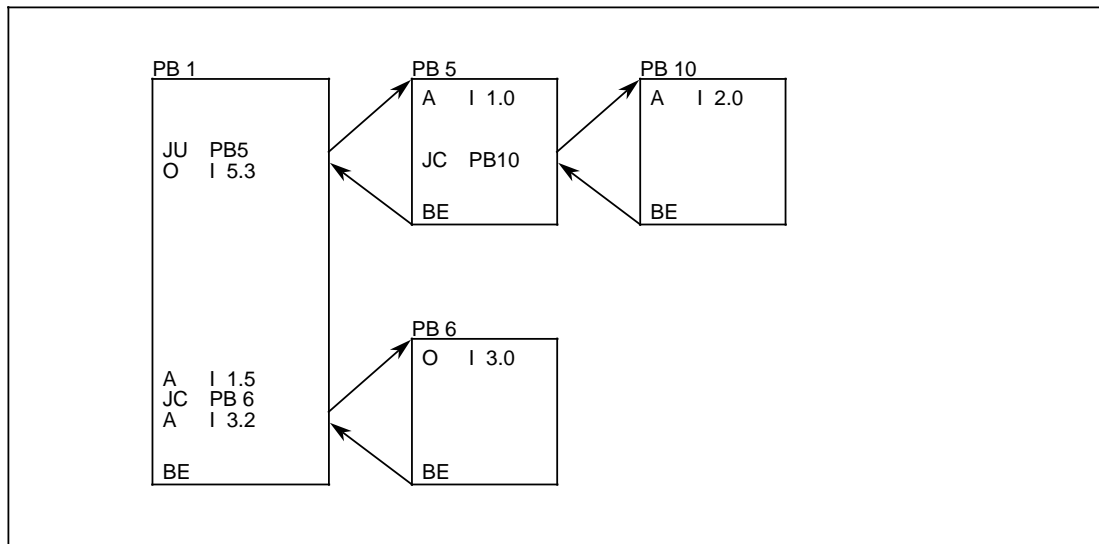 PB 1
JU PB5
O I 5.3
A I 1.5
JC PB 6
A I 3.2
BE
PB 5
A I 1.0
JC PB10
BE
PB 10
A I 2.0
BE
PB 6
O I 3.0
BE